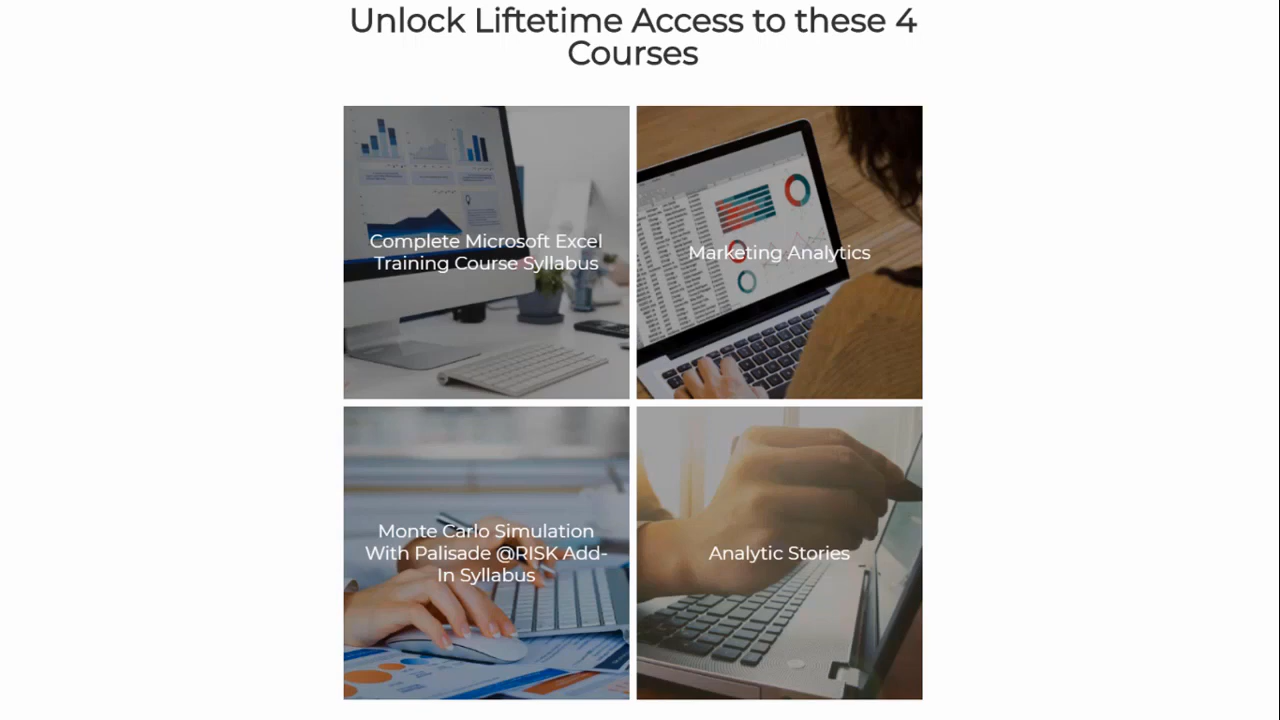 Unlock Liftetime Access to these 4
Courses
Complete Microsoft Excel
Training Course Syllabus
Marketing Analytics
Monte Carlo Simulation
With Palisade @RISK Add-
In Syllabus
Analytic Stories